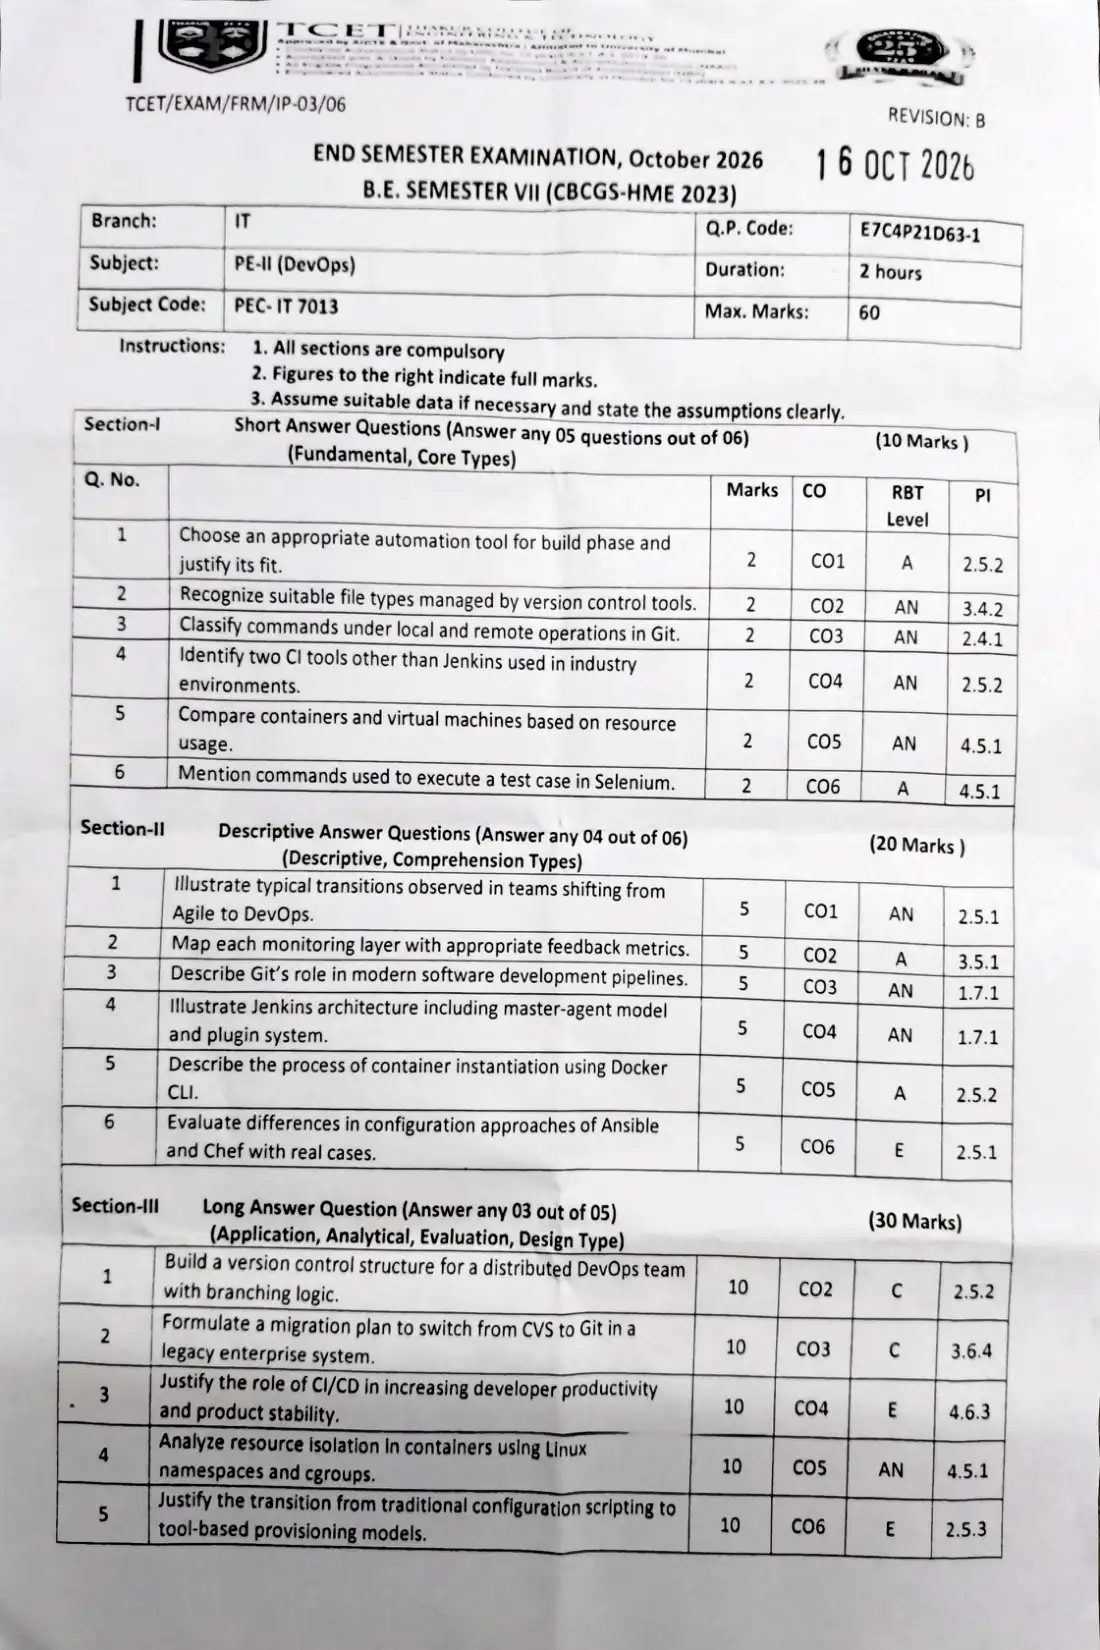 TCET
TCET/EXAM/FRM/IP-03/06
REVISION: B
END SEMESTER EXAMINATION, October 2026
16 OCT 2026
B.E. SEMESTER VII (CBCGS-HME 2023)
Branch: IT Q.P. Code: E7C4P21D63-1
Subject: PE-II (DevOps) Duration: 2 hours
Subject Code: PEC- IT 7013 Max. Marks: 60
Instructions: 1. All sections are compulsory
2. Figures to the right indicate full marks.
3. Assume suitable data if necessary and state the assumptions clearly.
Section-I Short Answer Questions (Answer any 05 questions out of 06) (10 Marks )
(Fundamental, Core Types)
Q. No. Marks CO RBT PI
Level
1 Choose an appropriate automation tool for build phase and
justify its fit. 2 CO1 A 2.5.2
2 Recognize suitable file types managed by version control tools. 2 CO2 AN 3.4.2
3 Classify commands under local and remote operations in Git. 2 CO3 AN 2.4.1
4 Identify two CI tools other than Jenkins used in industry
environments. 2 CO4 AN 2.5.2
5 Compare containers and virtual machines based on resource
usage. 2 CO5 AN 4.5.1
6 Mention commands used to execute a test case in Selenium. 2 CO6 A 4.5.1
Section-II Descriptive Answer Questions (Answer any 04 out of 06) (20 Marks )
(Descriptive, Comprehension Types)
1 Illustrate typical transitions observed in teams shifting from
Agile to DevOps. 5 CO1 AN 2.5.1
2 Map each monitoring layer with appropriate feedback metrics. 5 CO2 A 3.5.1
3 Describe Git's role in modern software development pipelines. 5 CO3 AN 1.7.1
4 Illustrate Jenkins architecture including master-agent model
and plugin system. 5 CO4 AN 1.7.1
5 Describe the process of container instantiation using Docker
CLI. 5 CO5 A 2.5.2
6 Evaluate differences in configuration approaches of Ansible
and Chef with real cases. 5 CO6 E 2.5.1
Section-III Long Answer Question (Answer any 03 out of 05) (30 Marks)
(Application, Analytical, Evaluation, Design Type)
1 Build a version control structure for a distributed DevOps team
with branching logic. 10 CO2 C 2.5.2
2 Formulate a migration plan to switch from CVS to Git in a
legacy enterprise system. 10 CO3 C 3.6.4
3 Justify the role of CI/CD in increasing developer productivity
and product stability. 10 CO4 E 4.6.3
4 Analyze resource isolation in containers using Linux
namespaces and cgroups. 10 CO5 AN 4.5.1
5 Justify the transition from traditional configuration scripting to
tool-based provisioning models. 10 CO6 E 2.5.3